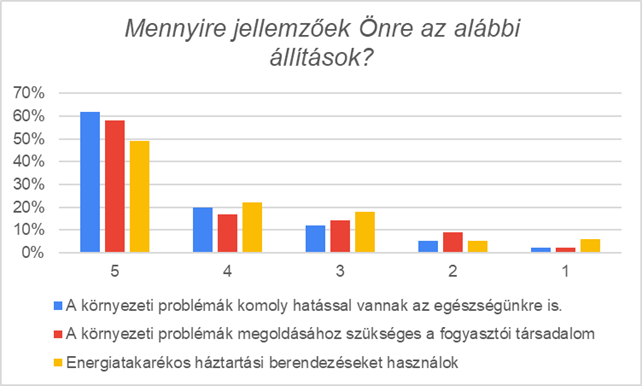 Mennyire jellemzőek Önre az alábbi
állítások?
70%
60%
50%
40%
30%
20%
10%
0%
5 4 3 2 1
A környezeti problémák komoly hatással vannak az egészségünkre is.
A környezeti problémák megoldásához szükséges a fogyasztói társadalom
Energiatakarékos háztartási berendezéseket használok